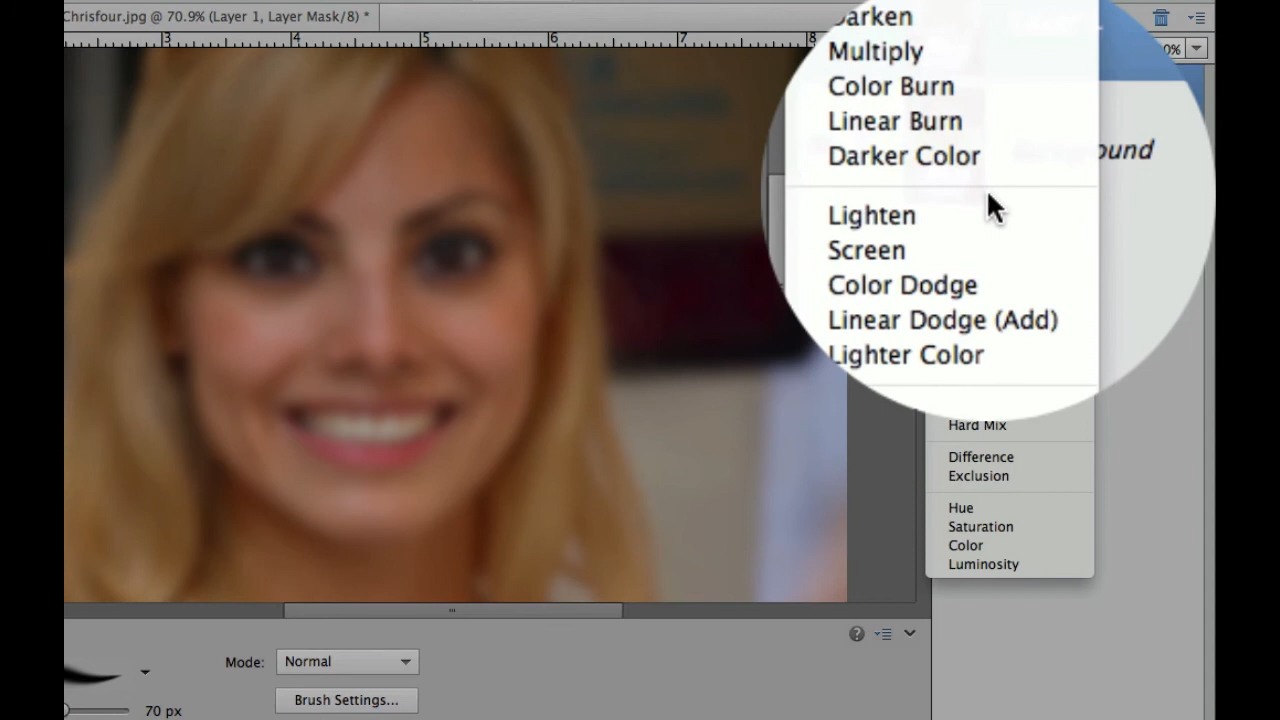 Chrisfour.jpg @ 70.9% (Layer 1, Layer Mask/8) *
3 4 5 6 7 8
Darken
Multiply
Color Burn
Linear Burn
Darker Color
Lighten
Screen
Color Dodge
Linear Dodge (Add)
Lighter Color
Hard Mix
Difference
Exclusion
Hue
Saturation
Color
Luminosity
0%
ound
Mode: Normal
Brush Settings...
70 px